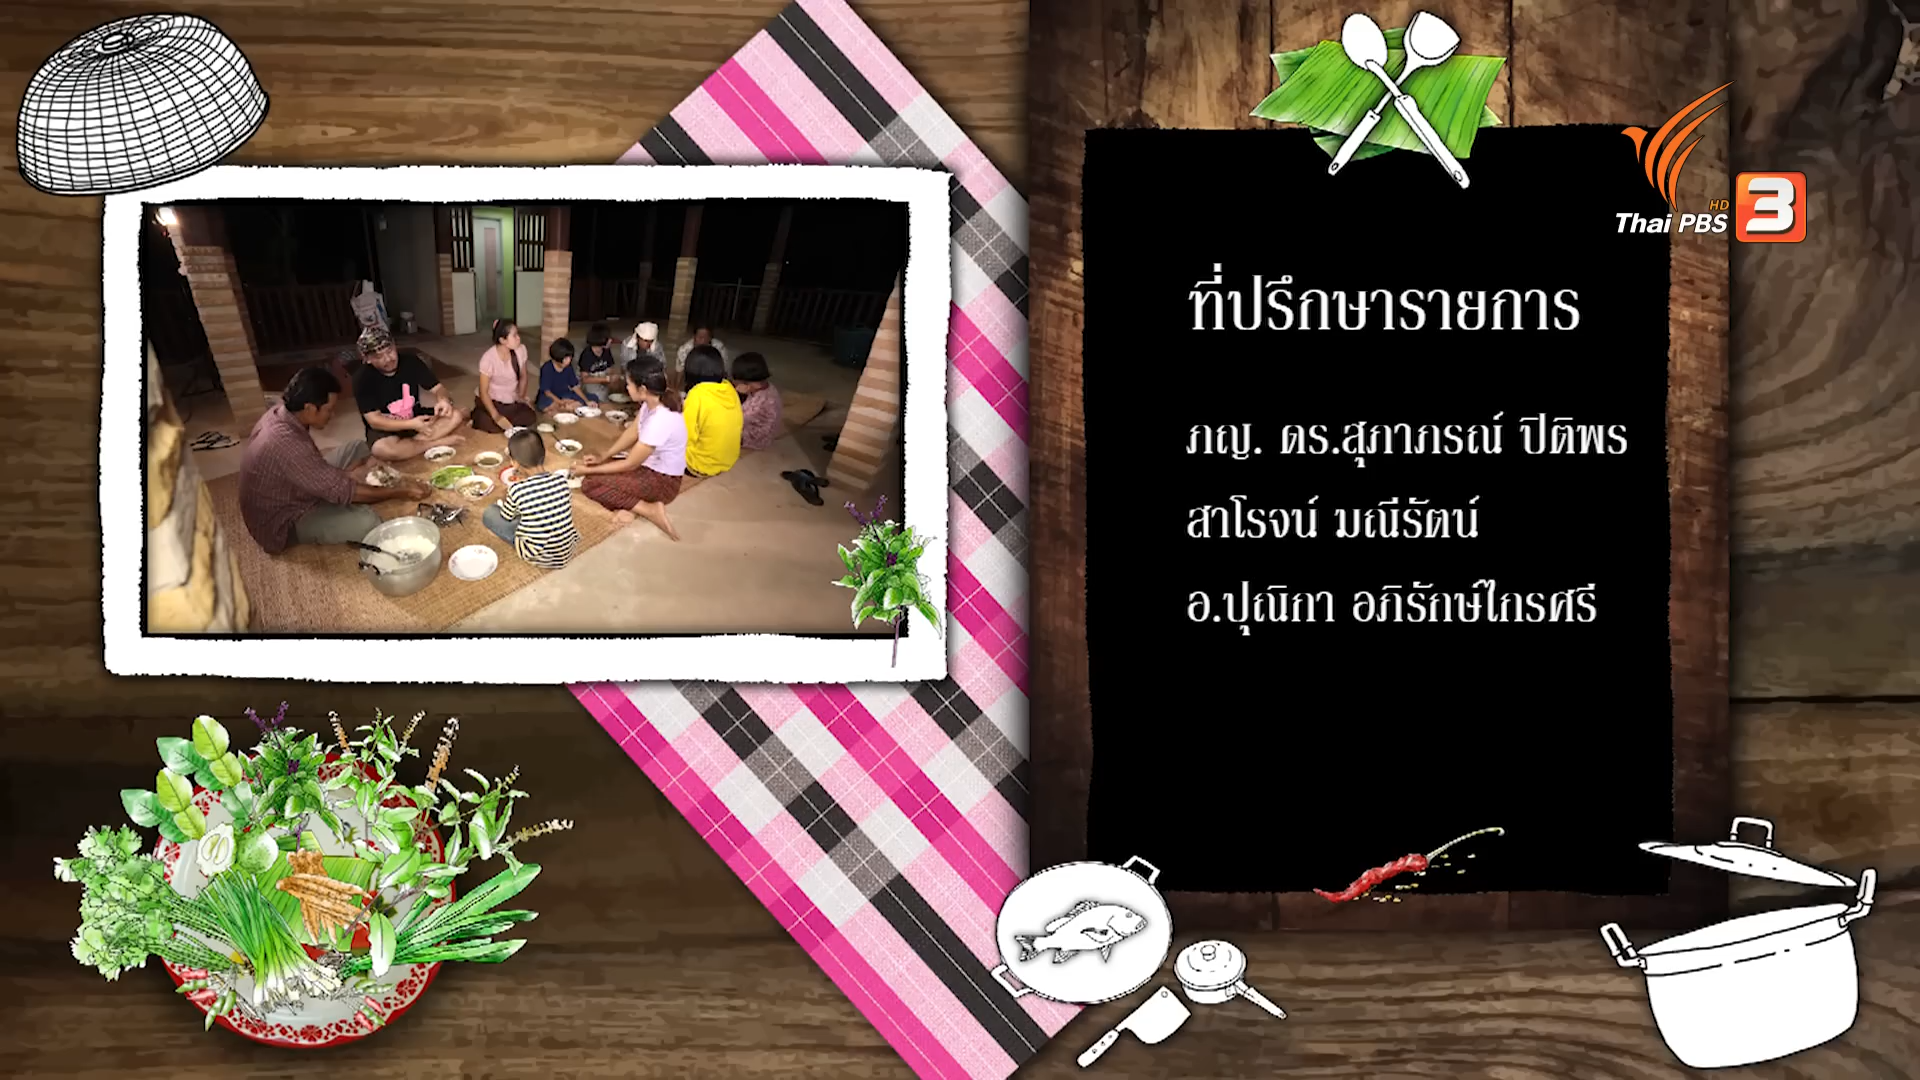 HD
Thai PBS 3
ที่ปรึกษารายการ
ภญ. ดร.สุภาภรณ์ ปิติพร
สาโรจน์ มณีรัตน์
อ.ปุณิกา อภิรักษ์ไกรศรี